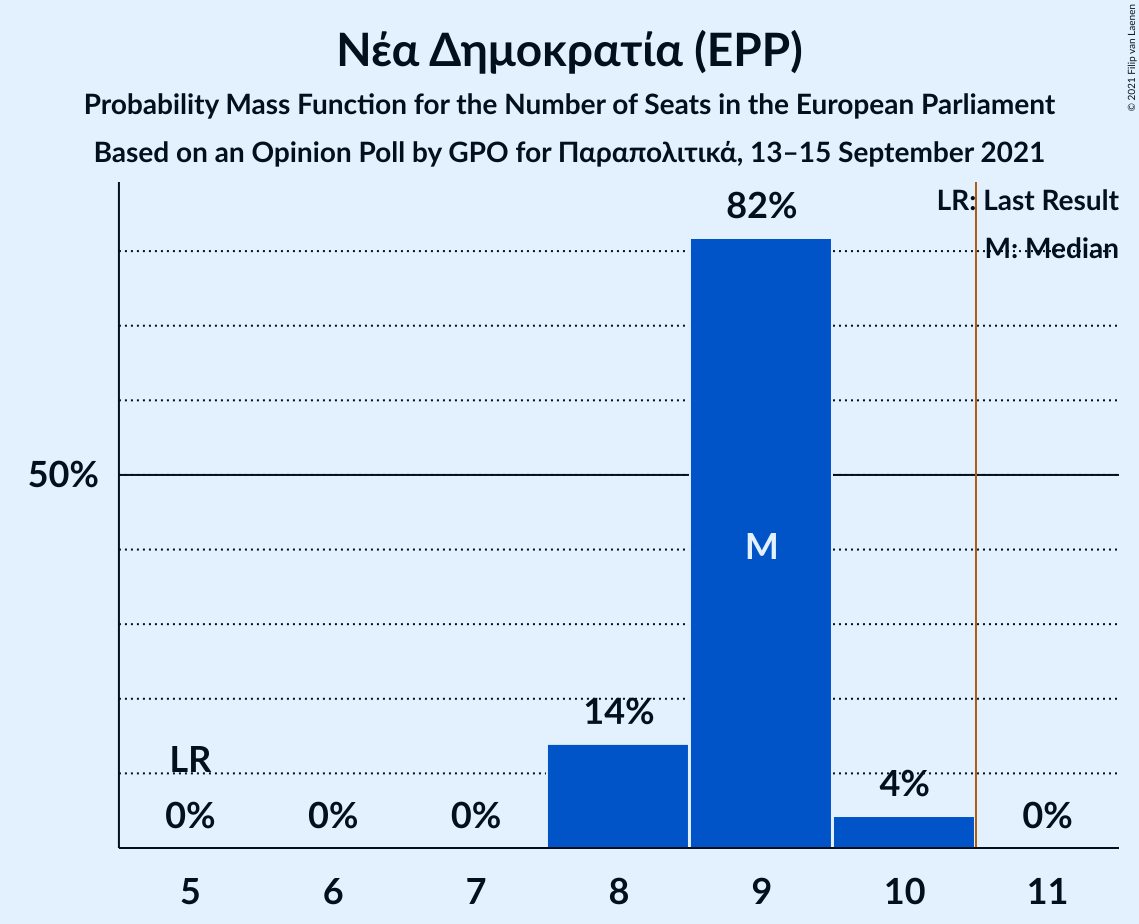 Νέα Δημοκρατία (EPP)
Probability Mass Function for the Number of Seats in the European Parliament
Based on an Opinion Poll by GPO for Παραπολιτικά, 13–15 September 2021
© 2021 Filip van Laenen
LR: Last Result
M: Median
82%
50%
M
14%
LR
4%
0% 0% 0% 0%
5 6 7 8 9 10 11